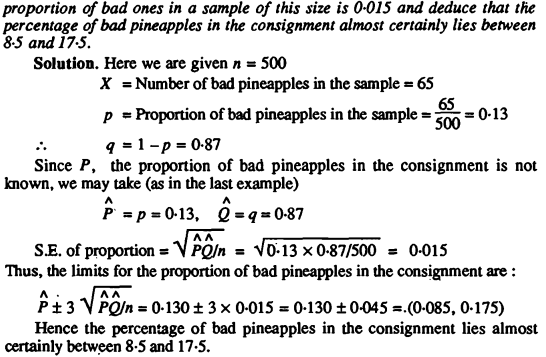 proportion of bad ones in a sample of this size is 0·015 and deduce that the
percentage of bad pineapples in the consignment almost certainly lies between
8·5 and 17·5.
Solution. Here we are given n = 500
X = Number of bad pineapples in the sample = 65
p = Proportion of bad pineapples in the sample = 65/500 = 0·13
∴ q = 1 – p = 0·87
Since P, the proportion of bad pineapples in the consignment is not
known, we may take (as in the last example)
P̂ = p = 0·13, Q̂ = q = 0·87
S.E. of proportion = √P̂Q̂/n = √0·13 × 0·87/500 = 0·015
Thus, the limits for the proportion of bad pineapples in the consignment are :
P̂ ± 3 √P̂Q̂/n = 0·130 ± 3 × 0·015 = 0·130 ± 0·045 =.(0·085, 0·175)
Hence the percentage of bad pineapples in the consignment lies almost
certainly between 8·5 and 17·5.